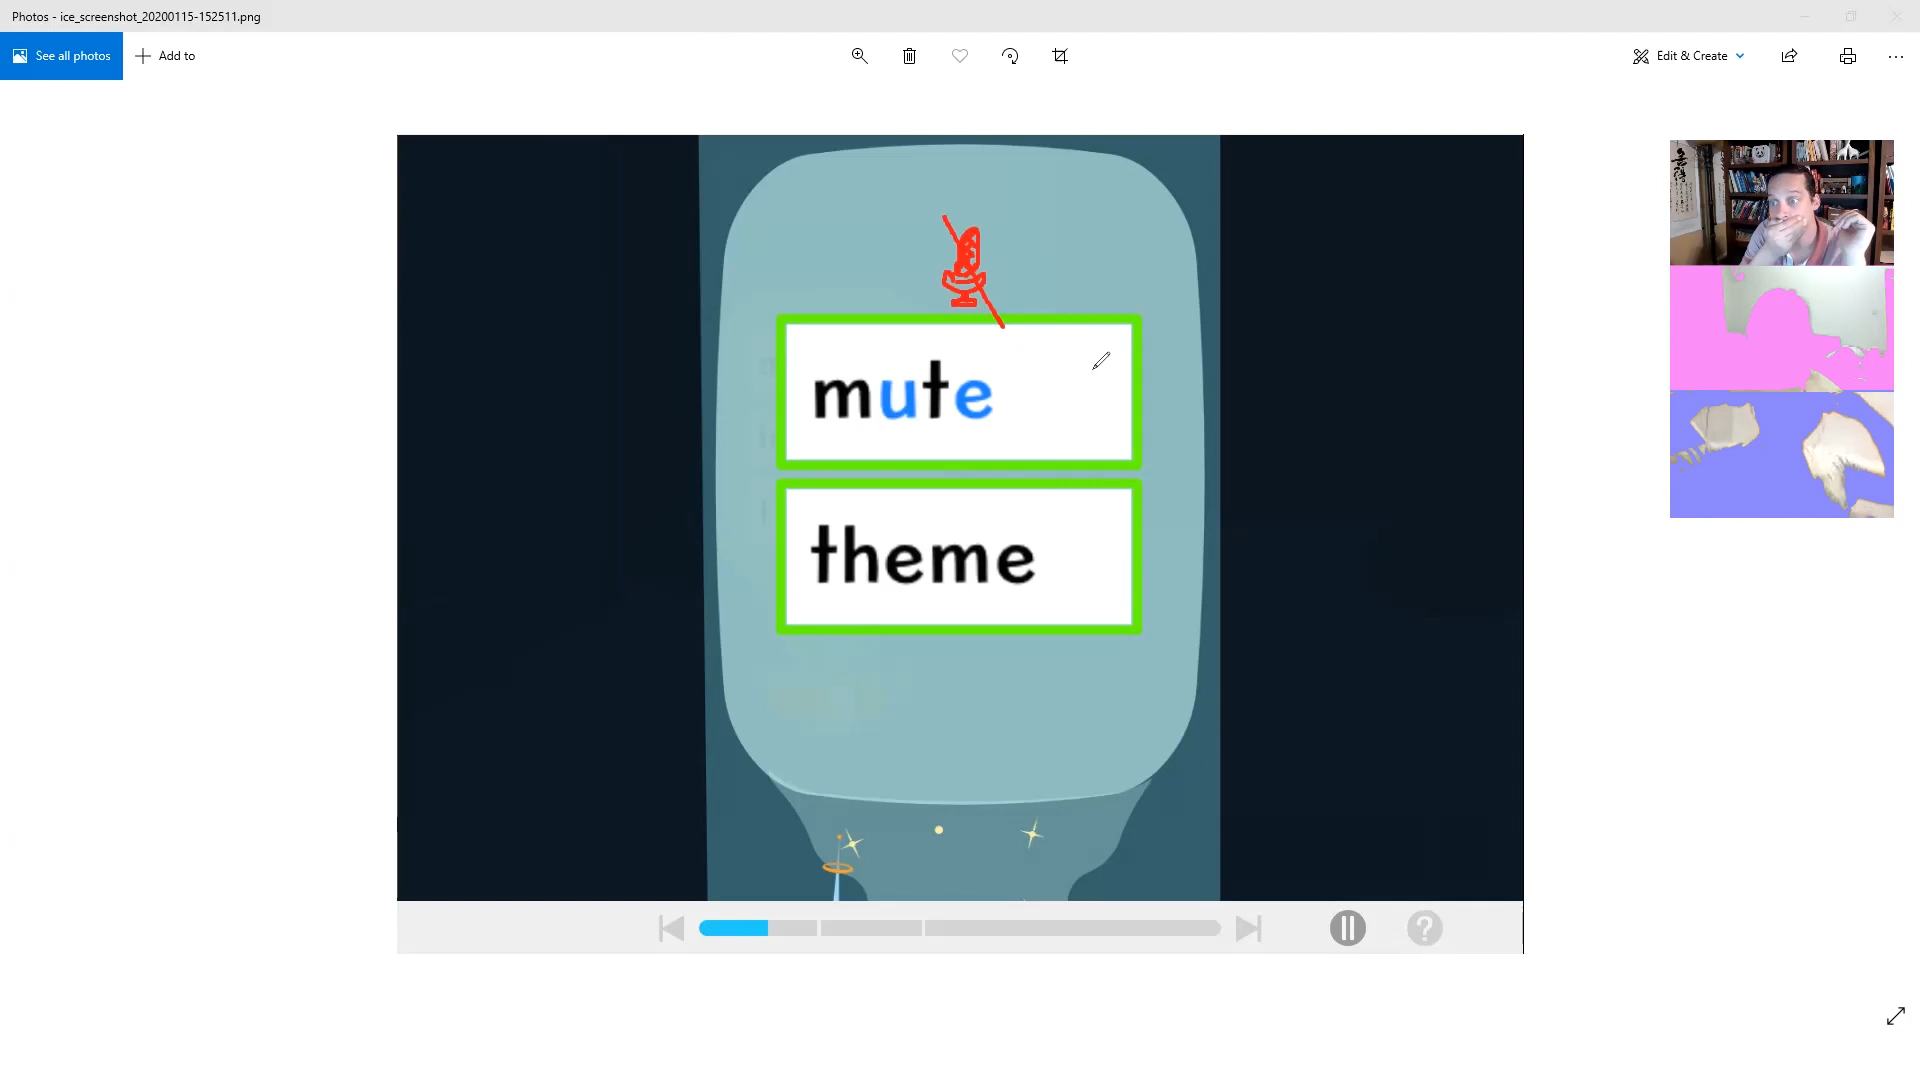 Photos - ice_screenshot_20200115-152511.png
See all photos
Add to
Edit & Create
mute
theme